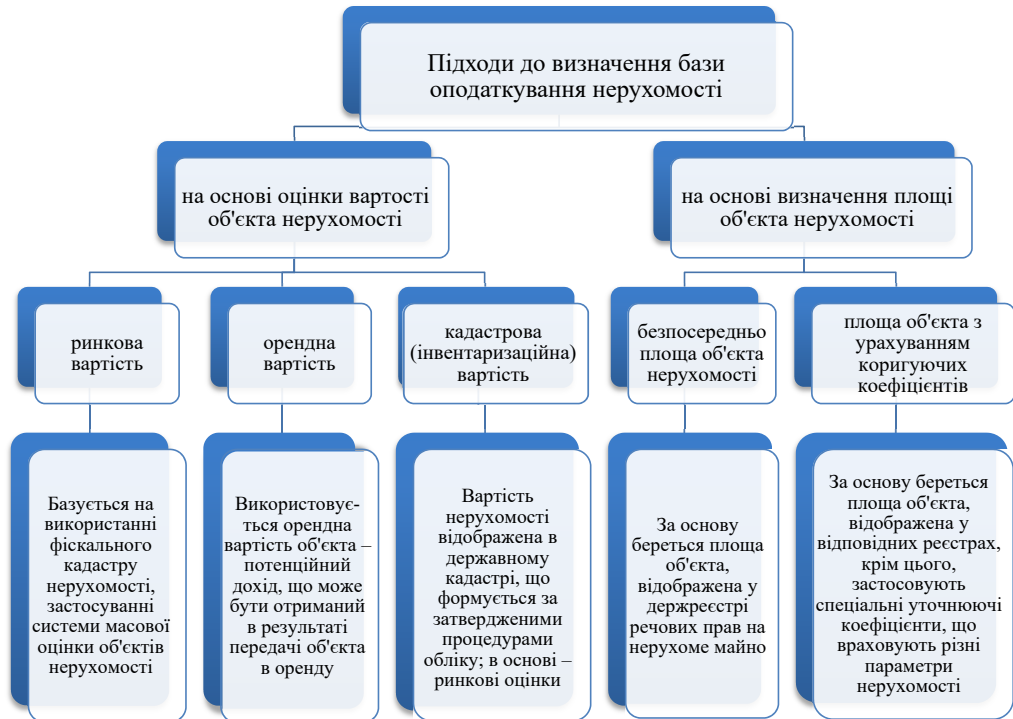 Підходи до визначення бази
оподаткування нерухомості
на основі оцінки вартості
об'єкта нерухомості
на основі визначення площі
об'єкта нерухомості
ринкова
вартість
орендна
вартість
кадастрова
(інвентаризаційна)
вартість
безпосередньо
площа об'єкта
нерухомості
площа об'єкта з
урахуванням
коригуючих
коефіцієнтів
Базується на
використанні
фіскального
кадастру
нерухомості,
застосуванні
системи масової
оцінки об'єктів
нерухомості
Використовує-
ться орендна
вартість об'єкта –
потенційний
дохід, що може
бути отриманий
в результаті
передачі об'єкта
в оренду
Вартість
нерухомості
відображена в
державному
кадастрі, що
формується за
затвердженими
процедурами
обліку; в основі –
ринкові оцінки
За основу
береться площа
об'єкта,
відображена у
держреєстрі
речових прав на
нерухоме майно
За основу береться
площа об'єкта,
відображена у
відповідних реєстрах,
крім цього,
застосовують
спеціальні уточнюючі
коефіцієнти, що
враховують різні
параметри
нерухомості